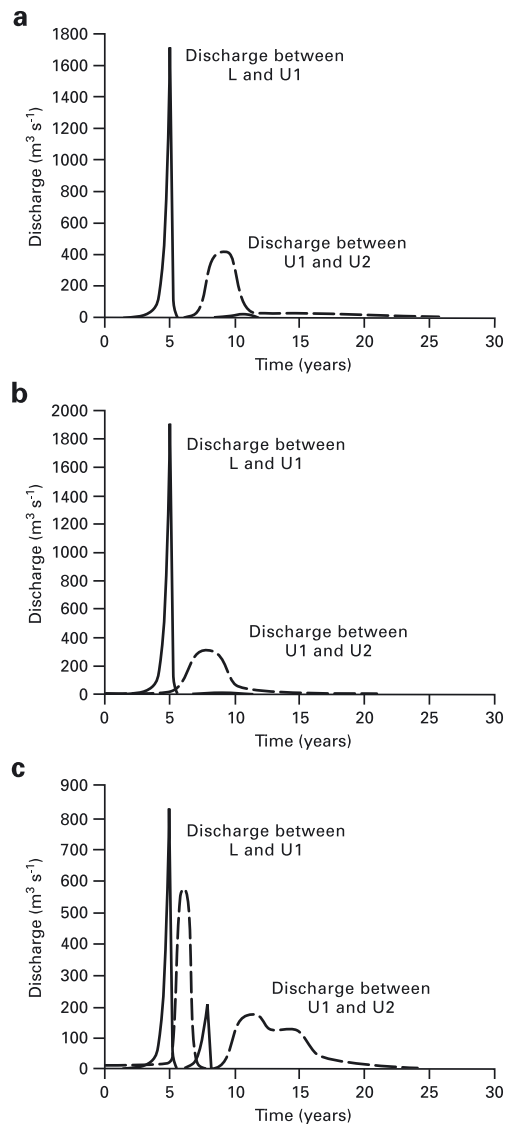 a
1800
1600
1400
1200
1000
800
600
400
200
0
Discharge (m³ s⁻¹)
Discharge between
L and U1
Discharge between
U1 and U2
0 5 10 15 20 25 30
Time (years)
b
2000
1800
1600
1400
1200
1000
800
600
400
200
0
Discharge (m³ s⁻¹)
Discharge between
L and U1
Discharge between
U1 and U2
0 5 10 15 20 25 30
Time (years)
c
900
800
700
600
500
400
300
200
100
0
Discharge (m³ s⁻¹)
Discharge between
L and U1
Discharge between
U1 and U2
0 5 10 15 20 25 30
Time (years)